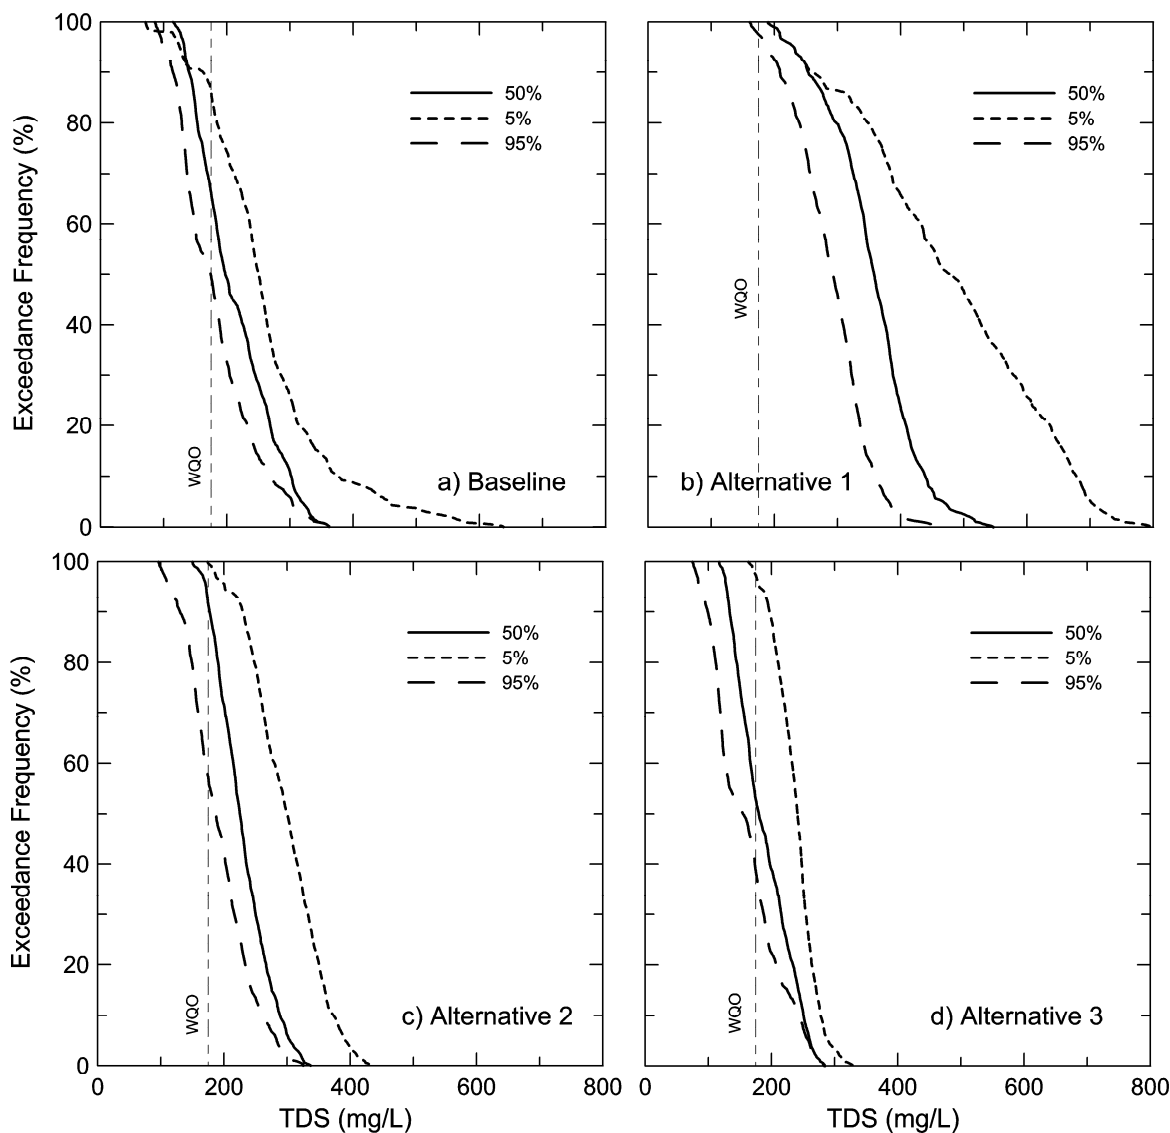 100
80
60
40
20
0
Exceedance Frequency (%)
WQO
50%
5%
95%
a) Baseline
WQO
50%
5%
95%
b) Alternative 1
100
80
60
40
20
0
Exceedance Frequency (%)
WQO
50%
5%
95%
c) Alternative 2
0 200 400 600 800
TDS (mg/L)
WQO
50%
5%
95%
d) Alternative 3
0 200 400 600 800
TDS (mg/L)